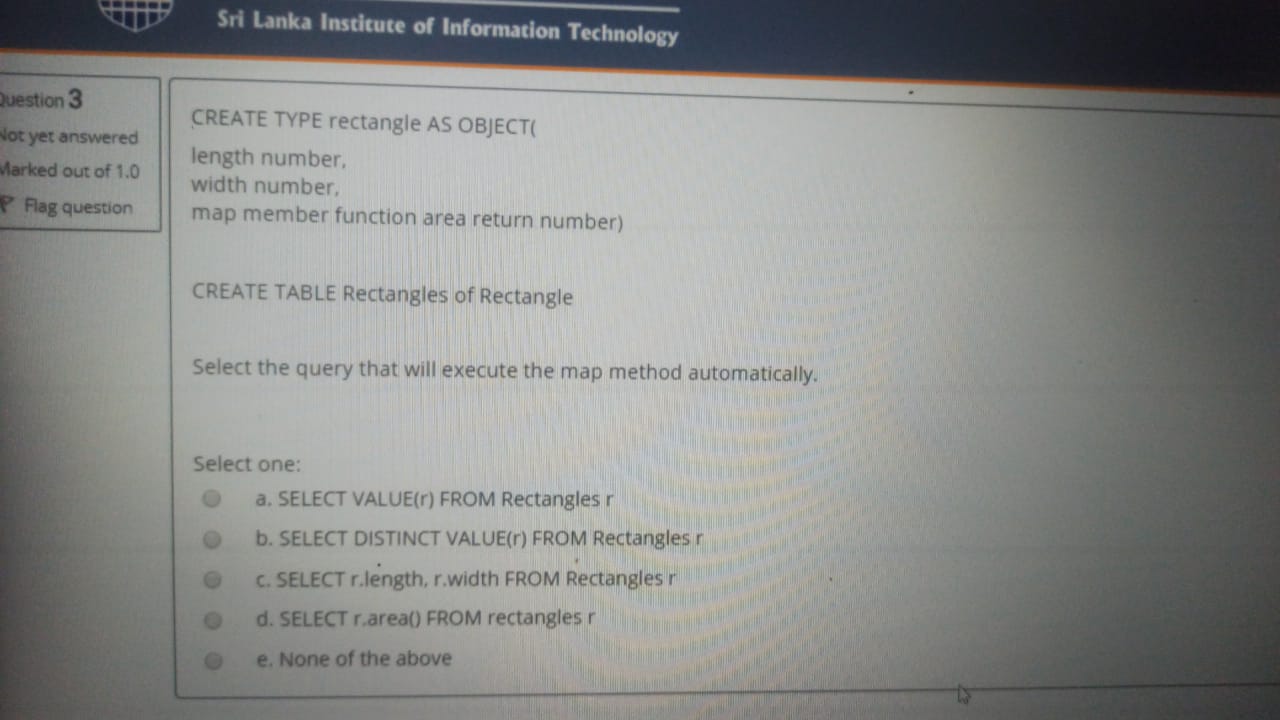 Sri Lanka Institute of Information Technology
Question 3
Not yet answered
Marked out of 1.0
Flag question
CREATE TYPE rectangle AS OBJECT(
length number,
width number,
map member function area return number)
CREATE TABLE Rectangles of Rectangle
Select the query that will execute the map method automatically.
Select one:
a. SELECT VALUE(r) FROM Rectangles r
b. SELECT DISTINCT VALUE(r) FROM Rectangles r
c. SELECT r.length, r.width FROM Rectangles r
d. SELECT r.area() FROM rectangles r
e. None of the above